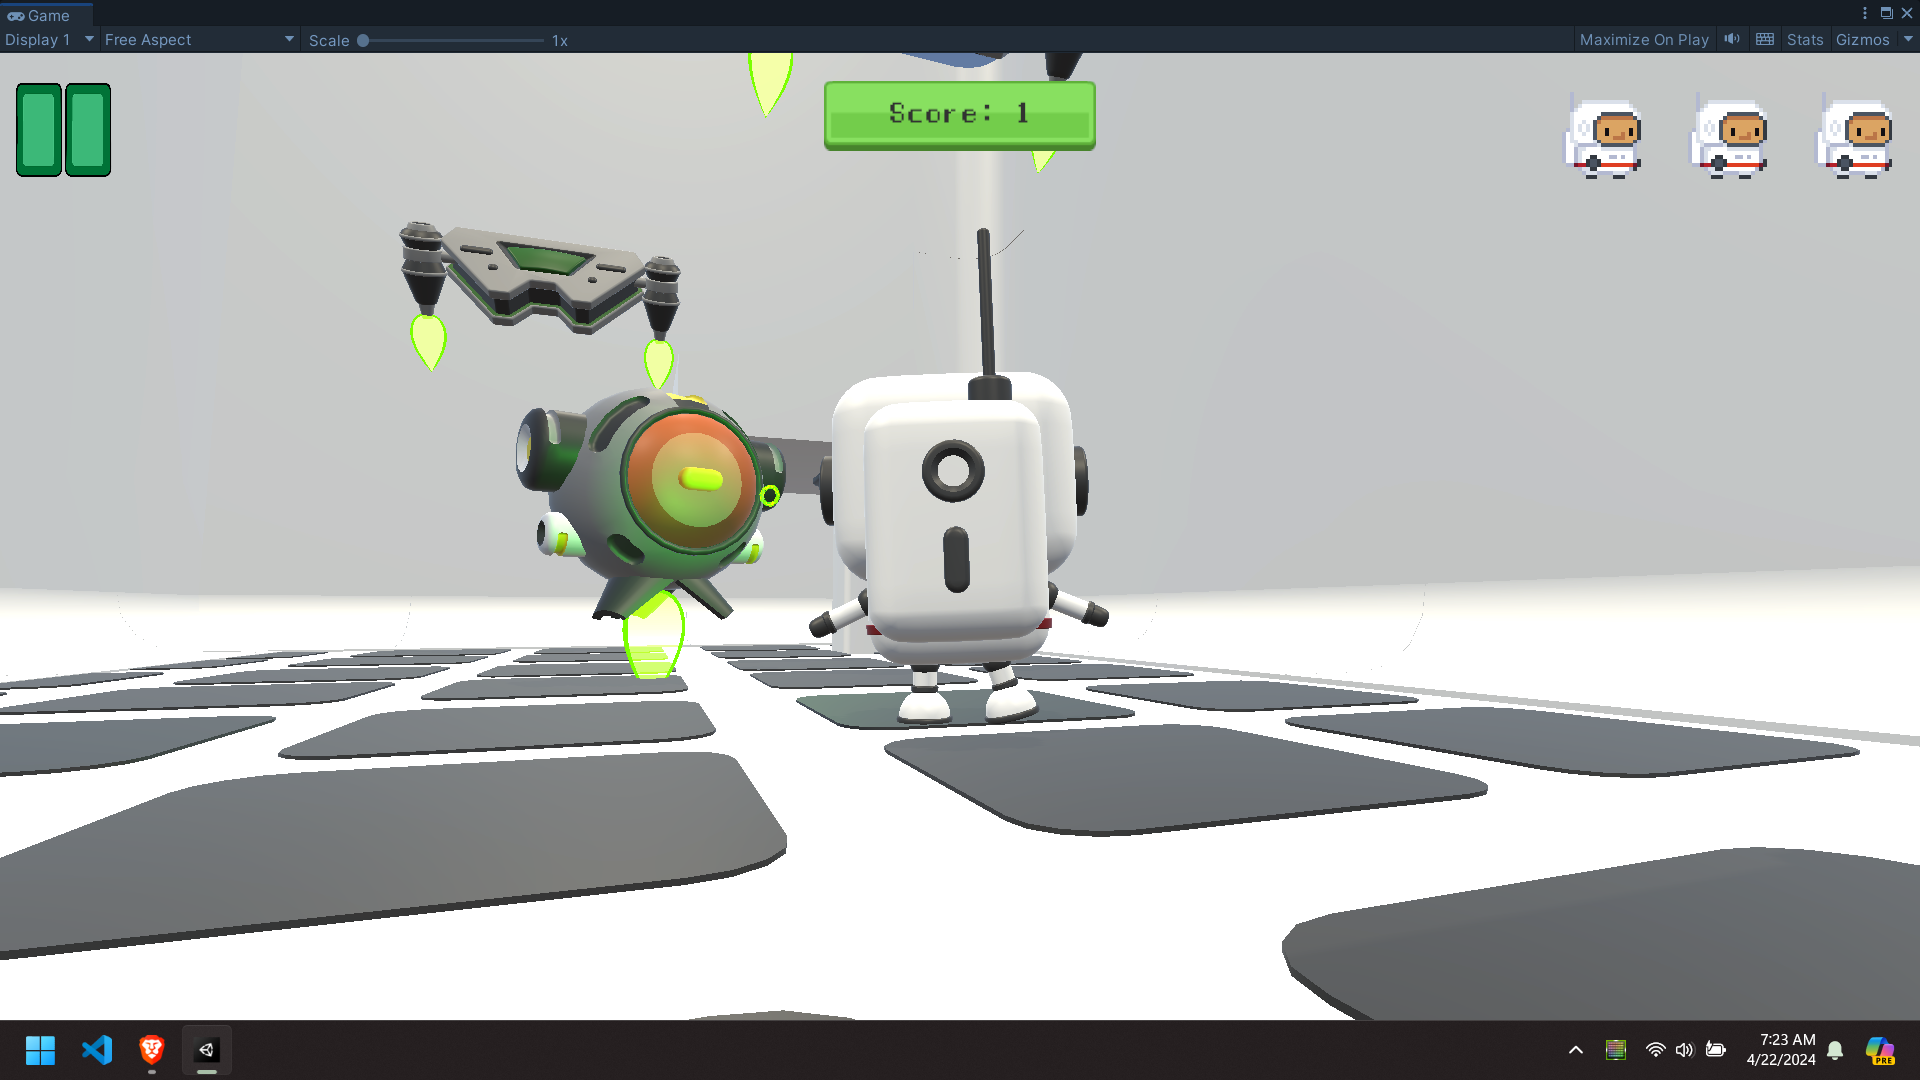 Game
Display 1
Free Aspect
Scale
1x
Maximize On Play
Stats
Gizmos
Score: 1
7:23 AM
4/22/2024
PRE